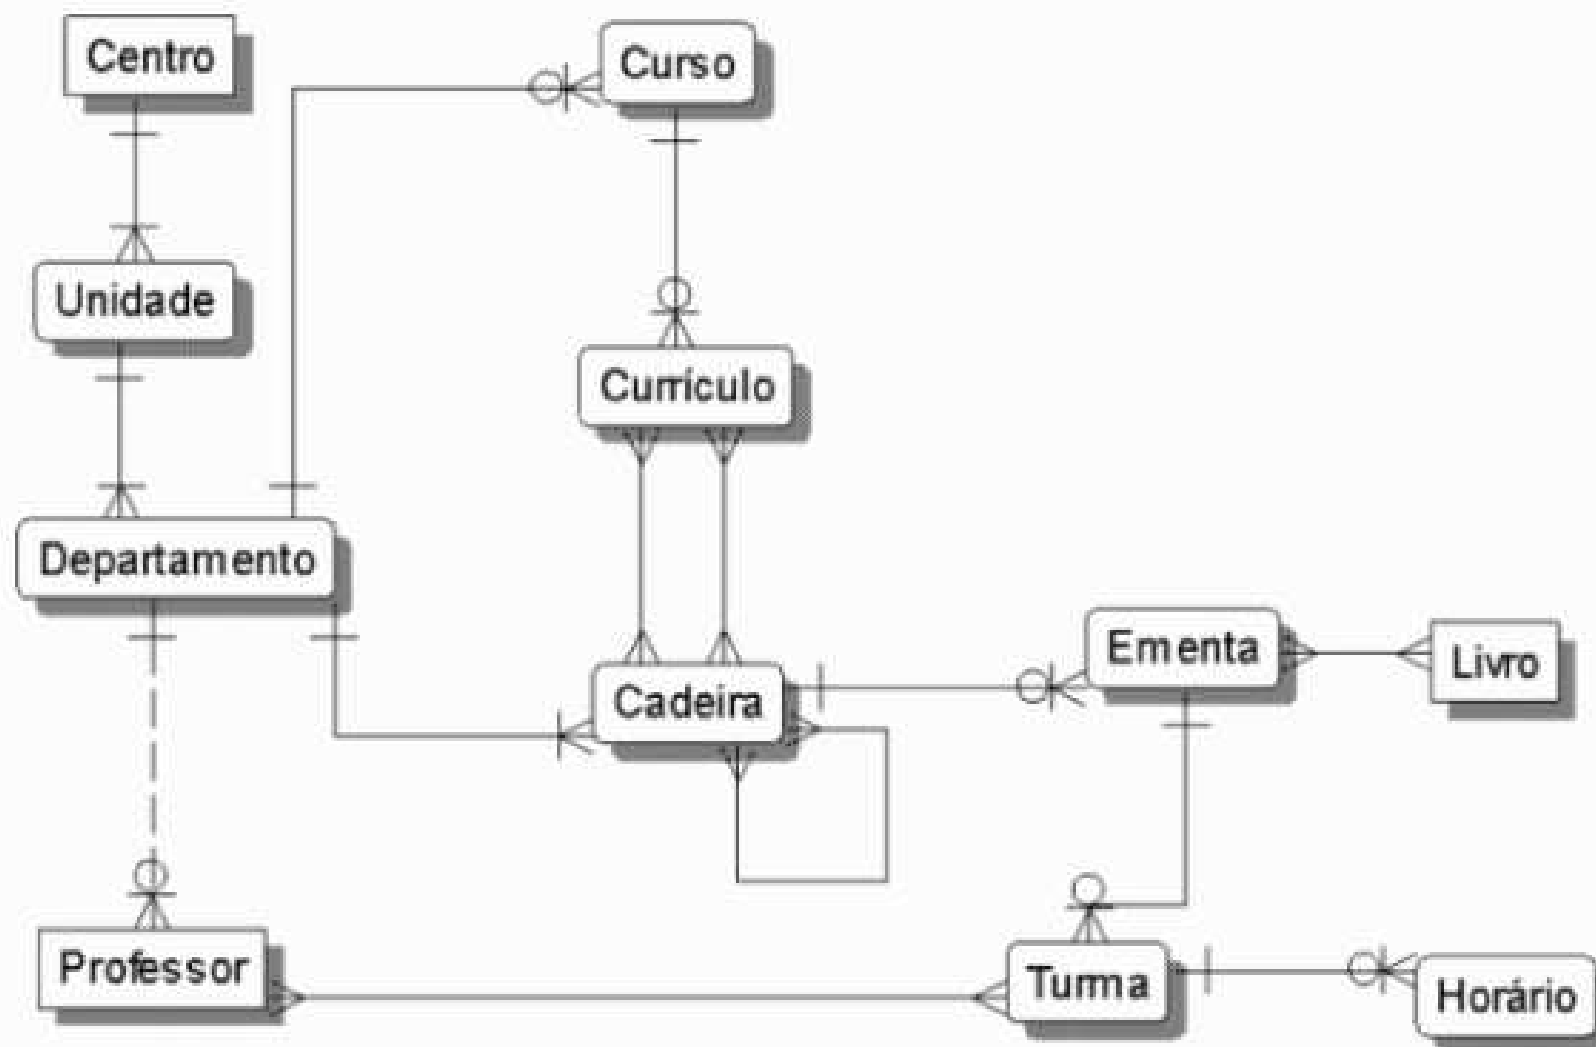 Centro
Curso
Unidade
Currículo
Departamento
Ementa
Livro
Cadeira
Professor
Turma
Horário